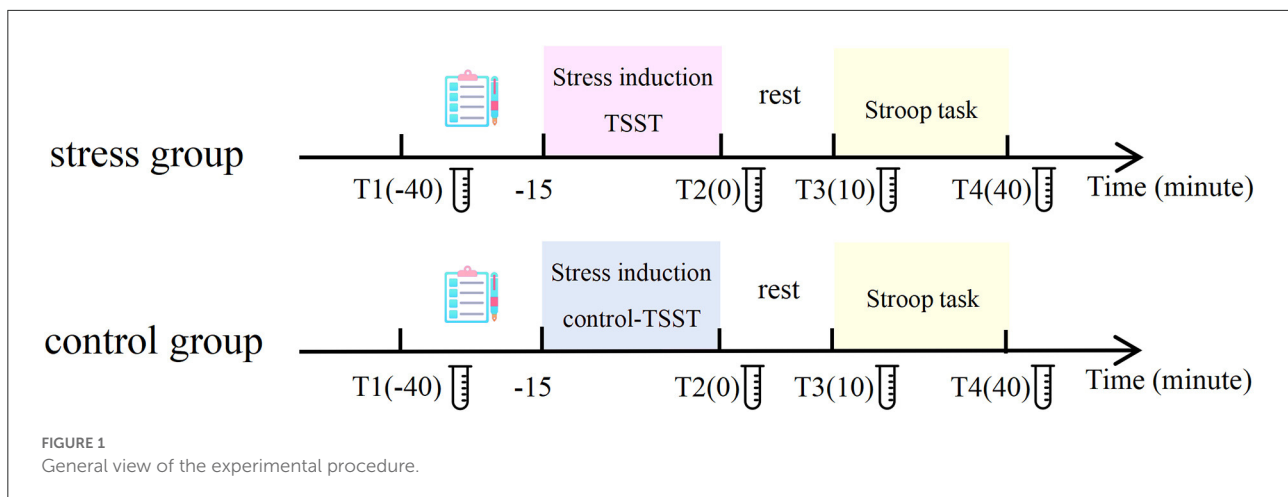 Stress induction
TSST
rest
Stroop task
stress group
T1(-40)
-15
T2(0)
T3(10)
T4(40)
Time (minute)
Stress induction
control-TSST
rest
Stroop task
control group
T1(-40)
-15
T2(0)
T3(10)
T4(40)
Time (minute)
FIGURE 1
General view of the experimental procedure.